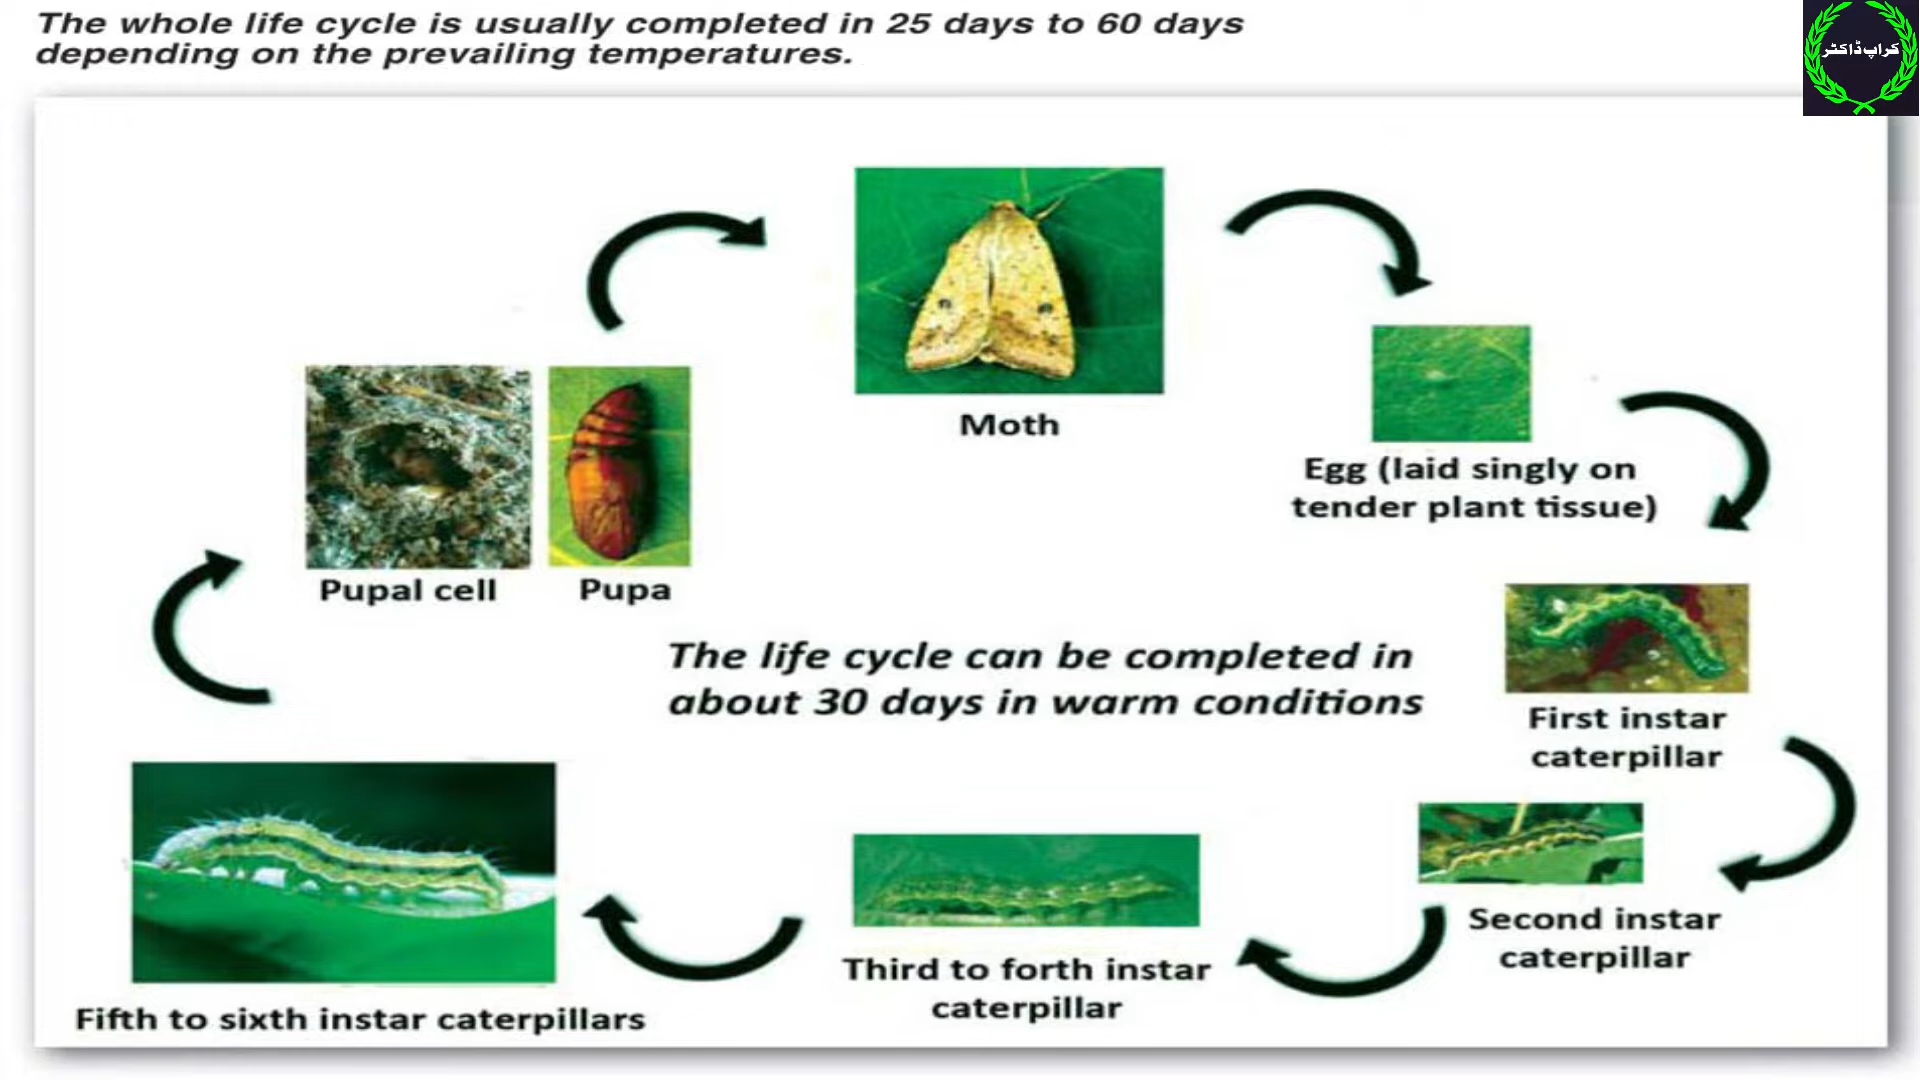 The whole life cycle is usually completed in 25 days to 60 days
depending on the prevailing temperatures.
کراپ ڈاکٹر
Moth
Egg (laid singly on
tender plant tissue)
Pupal cell
Pupa
The life cycle can be completed in
about 30 days in warm conditions
First instar
caterpillar
Second instar
caterpillar
Third to forth instar
caterpillar
Fifth to sixth instar caterpillars